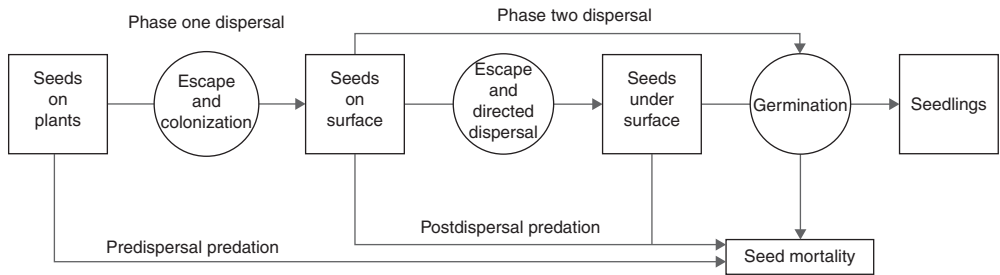 Phase one dispersal
Phase two dispersal
Seeds
on
plants
Escape
and
colonization
Seeds
on
surface
Escape
and
directed
dispersal
Seeds
under
surface
Germination
Seedlings
Postdispersal predation
Predispersal predation
Seed mortality